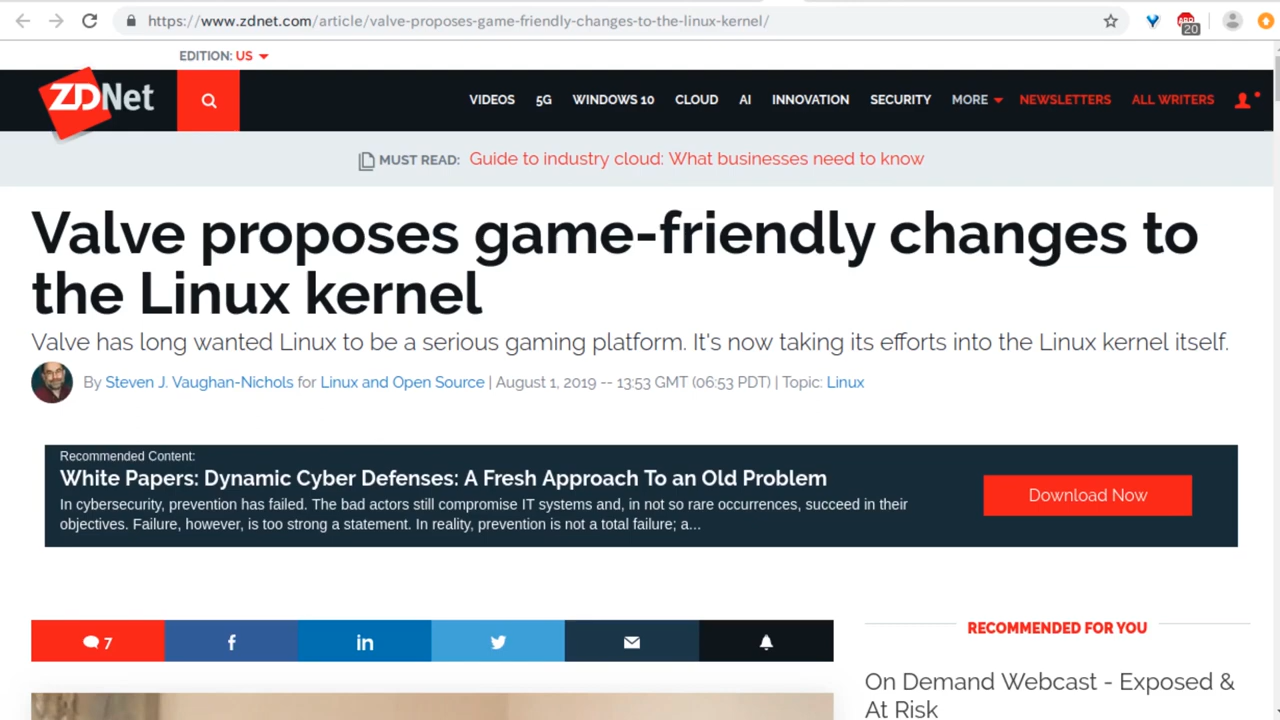 https://www.zdnet.com/article/valve-proposes-game-friendly-changes-to-the-linux-kernel/
20
EDITION: US
ZDNet
VIDEOS 5G WINDOWS 10 CLOUD AI INNOVATION SECURITY MORE NEWSLETTERS ALL WRITERS
MUST READ: Guide to industry cloud: What businesses need to know
Valve proposes game-friendly changes to
the Linux kernel
Valve has long wanted Linux to be a serious gaming platform. It's now taking its efforts into the Linux kernel itself.
By Steven J. Vaughan-Nichols for Linux and Open Source | August 1, 2019 -- 13:53 GMT (06:53 PDT) | Topic: Linux
Recommended Content:
White Papers: Dynamic Cyber Defenses: A Fresh Approach To an Old Problem
In cybersecurity, prevention has failed. The bad actors still compromise IT systems and, in not so rare occurrences, succeed in their
objectives. Failure, however, is too strong a statement. In reality, prevention is not a total failure; a...
Download Now
7
f
in
RECOMMENDED FOR YOU
On Demand Webcast - Exposed &
At Risk